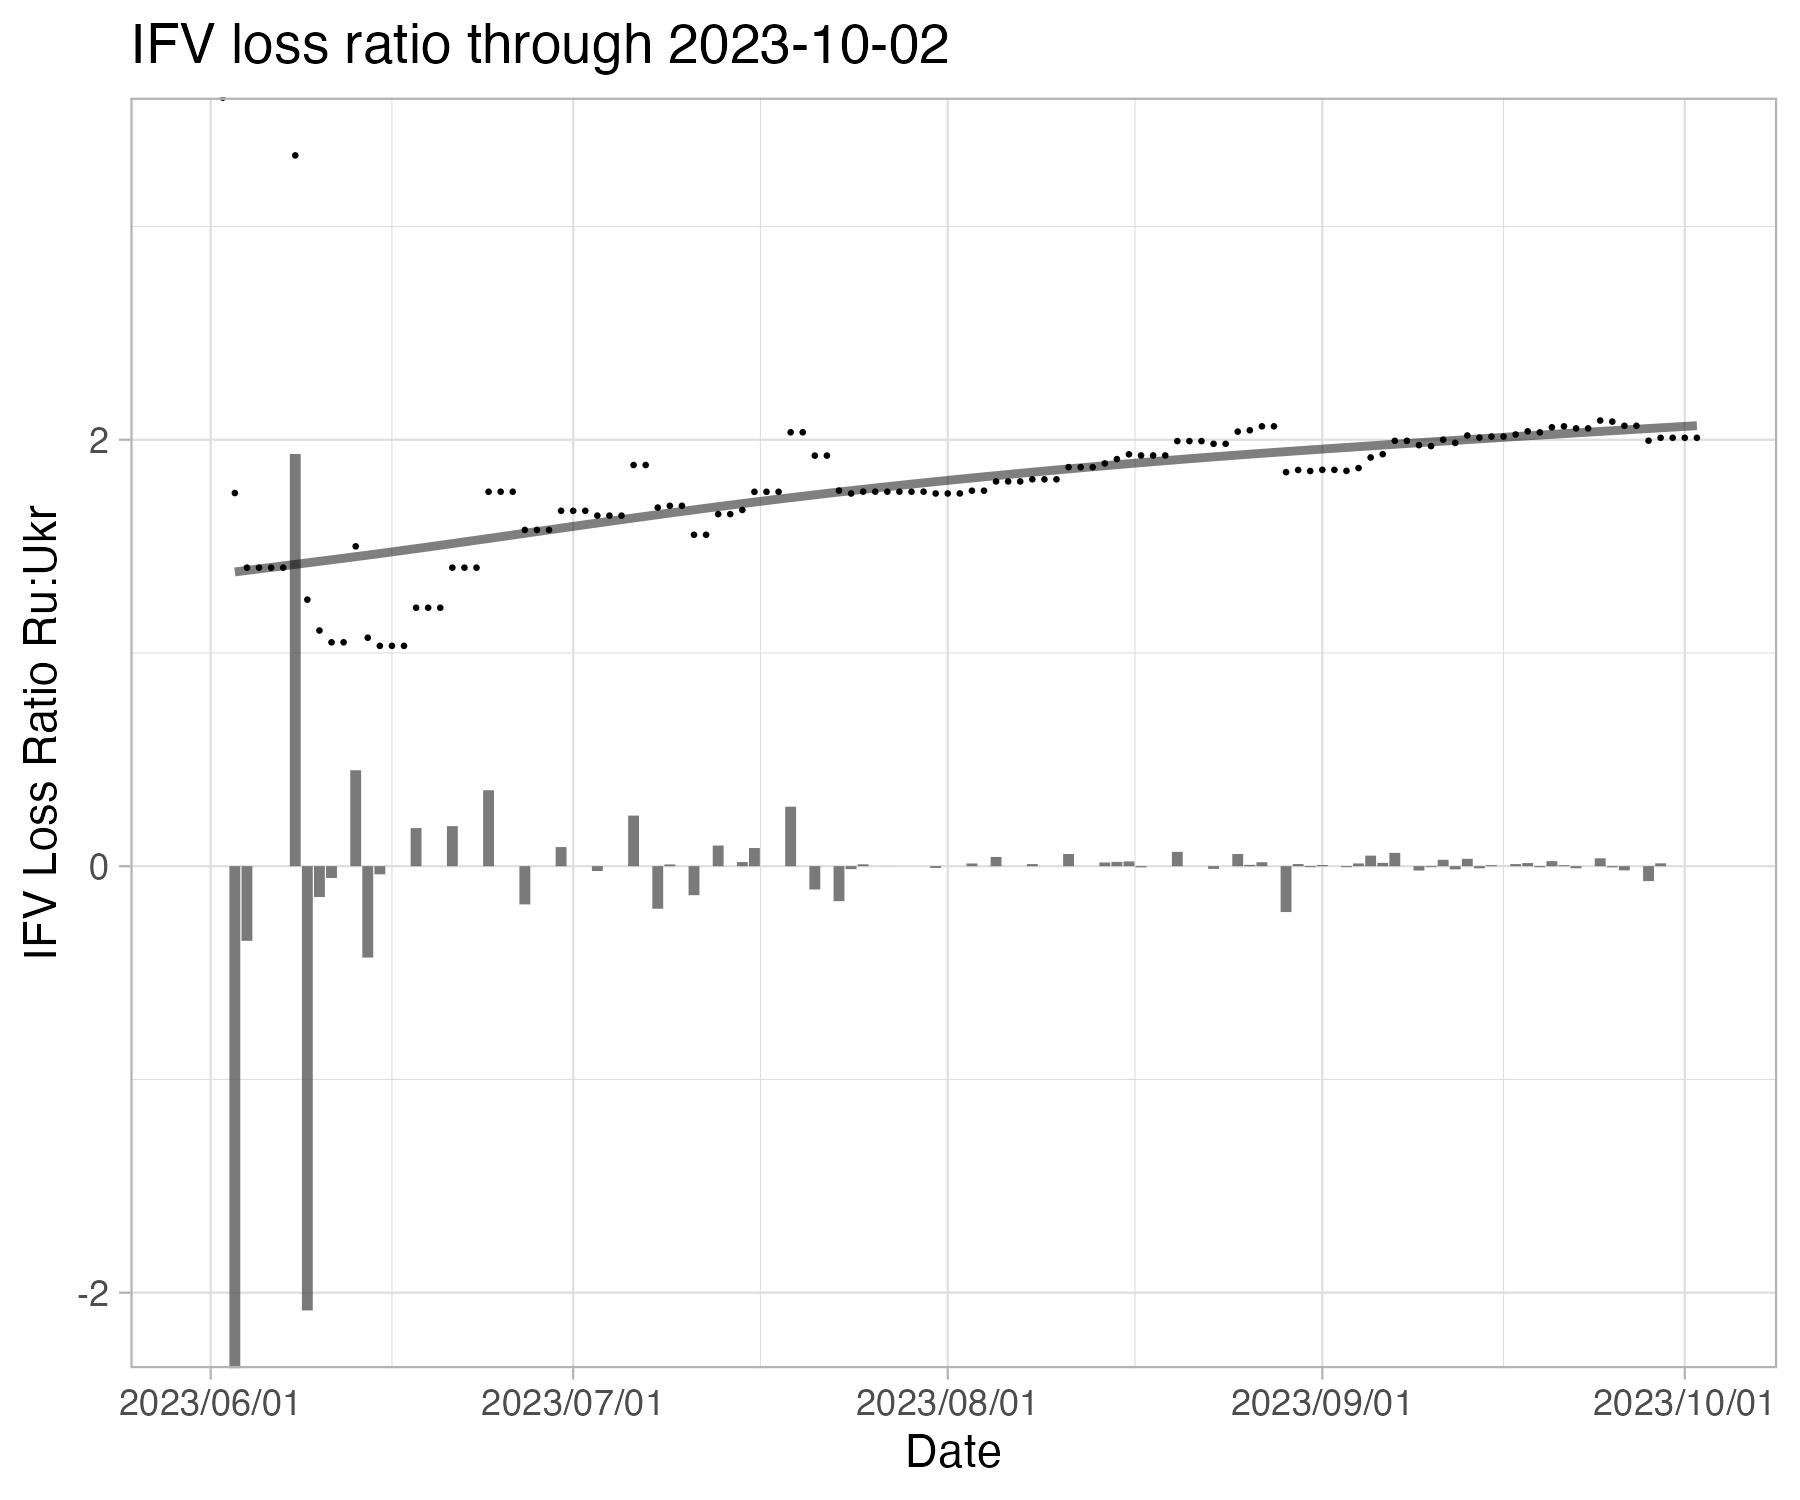 IFV loss ratio through 2023-10-02
IFV Loss Ratio Ru:Ukr
2
0
-2
2023/06/01 2023/07/01 2023/08/01 2023/09/01 2023/10/01
Date